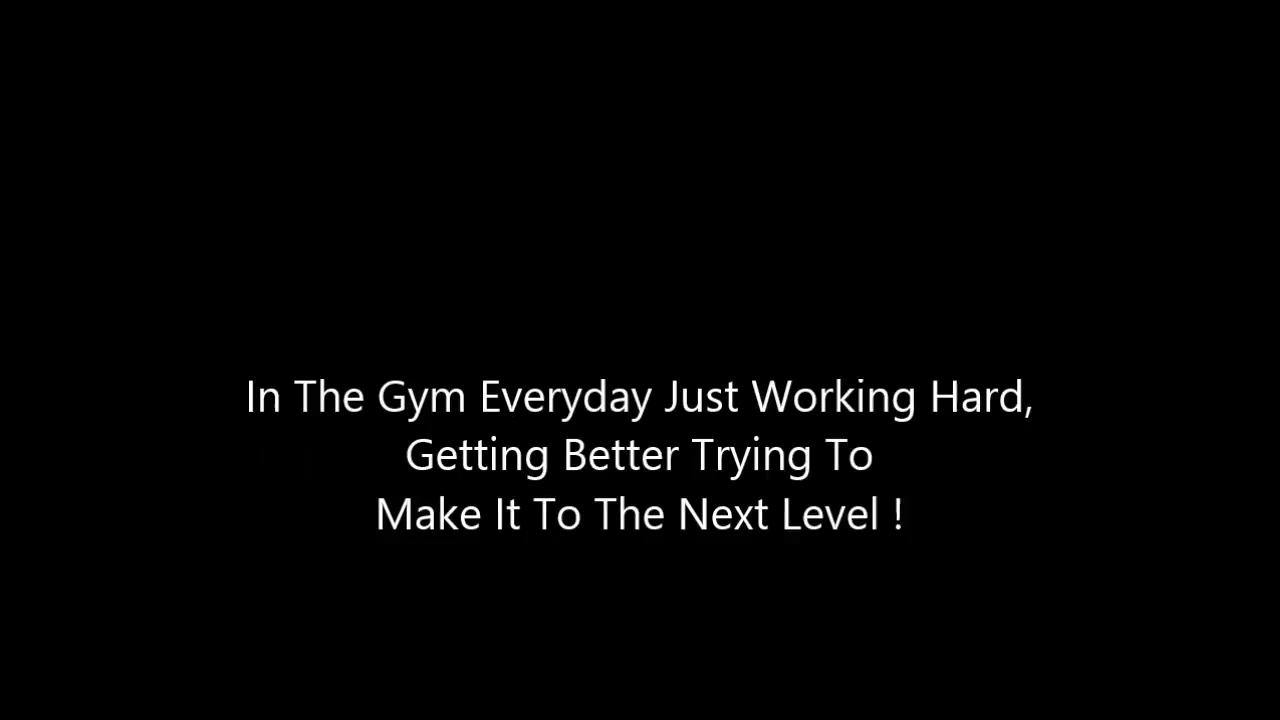 In The Gym Everyday Just Working Hard,
Getting Better Trying To
Make It To The Next Level !